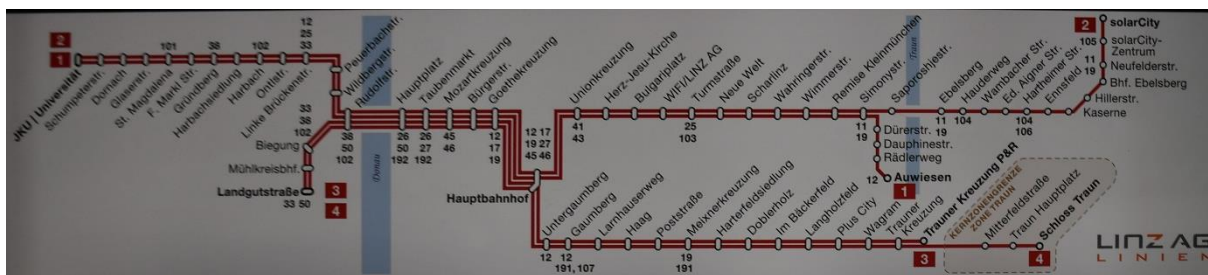 2
1
JKU | Universität
Schumpeterstr.
Dornach
Glaserstr.
St. Magdalena
101
F. Markl Str.
Gründberg
38
Harbachsiedlung
Harbach
102
Ontlstr.
Linke Brückenstr.
12
25
33
Peuerbachstr.
Wildbergstr.
Rudolfstr.
38
50
102
33
38
102
Biegung
Mühlkreisbhf.
Landgutstraße
33 50
3
4
Donau
Hauptplatz
26
50
192
Taubenmarkt
26
27
192
Mozartkreuzung
45
46
Bürgerstr.
Goethekreuzung
12
17
19
12 17
19 27
45 46
Hauptbahnhof
Unionkreuzung
41
43
Herz-Jesu-Kirche
Bulgariplatz
WIFI/LINZ AG
Turmstraße
25
103
Neue Welt
Scharlinz
Wahringerstr.
Wimmerstr.
Remise Kleinmünchen
Simonystr.
11
19
Traun
Saporoshjestr.
Dürerstr.
Dauphinestr.
Rädlerweg
12
Auwiesen
1
Ebelsberg
11
19
Hauderweg
104
Wambacher Str.
Ed. Aigner Str.
Hartheimer Str.
104
106
Ennsfeld
Kaserne
Hillerstr.
Bhf. Ebelsberg
Neufelderstr.
11
19
solarCity-
Zentrum
105
solarCity
2
Untergaumberg
12
Gaumberg
12
191, 107
Larnhauserweg
Haag
Poststraße
Meixnerkreuzung
19
191
Harterfeldsiedlung
Doblerholz
Im Bäckerfeld
Langholzfeld
Plus City
Wagram
Trauner
Kreuzung
Trauner Kreuzung P&R
3
KERNZONENGRENZE
ZONE TRAUN
Mitterfeldstraße
Traun Hauptplatz
Schloss Traun
4
LINZ AG
LINIEN